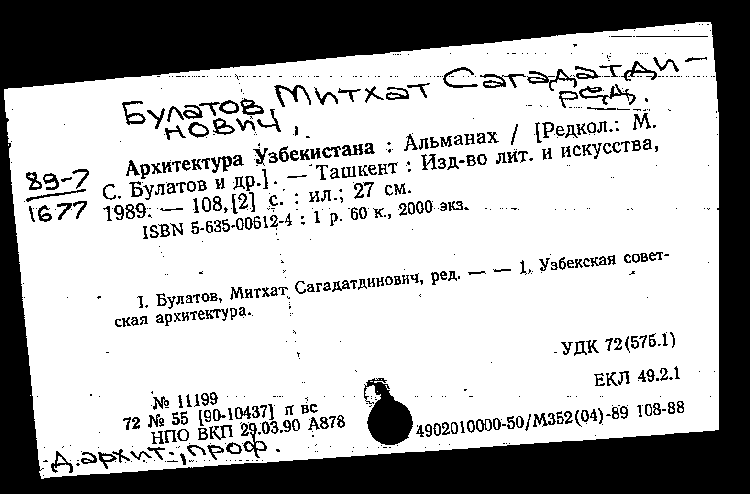 Булатов, Митхат Сагадатди-
нович, ред.
89-7
1677
Архитектура Узбекистана : Альманах / [Редкол.: М.
С. Булатов и др.]. — Ташкент : Изд-во лит. и искусства,
1989. — 108,[2] с. : ил.; 27 см.
ISBN 5-635-00612-4 : 1 р. 60 к., 2000 экз.
I. Булатов, Митхат Сагадатдинович, ред. — — 1. Узбекская совет-
ская архитектура.
УДК 72(575.1)
ЕКЛ 49.2.1
№ 11199
72 № 55 [90-10437] п вс
НПО ВКП 29.03.90 А878
4902010000-50/М352(04)-89 108-88
д. архит., проф.